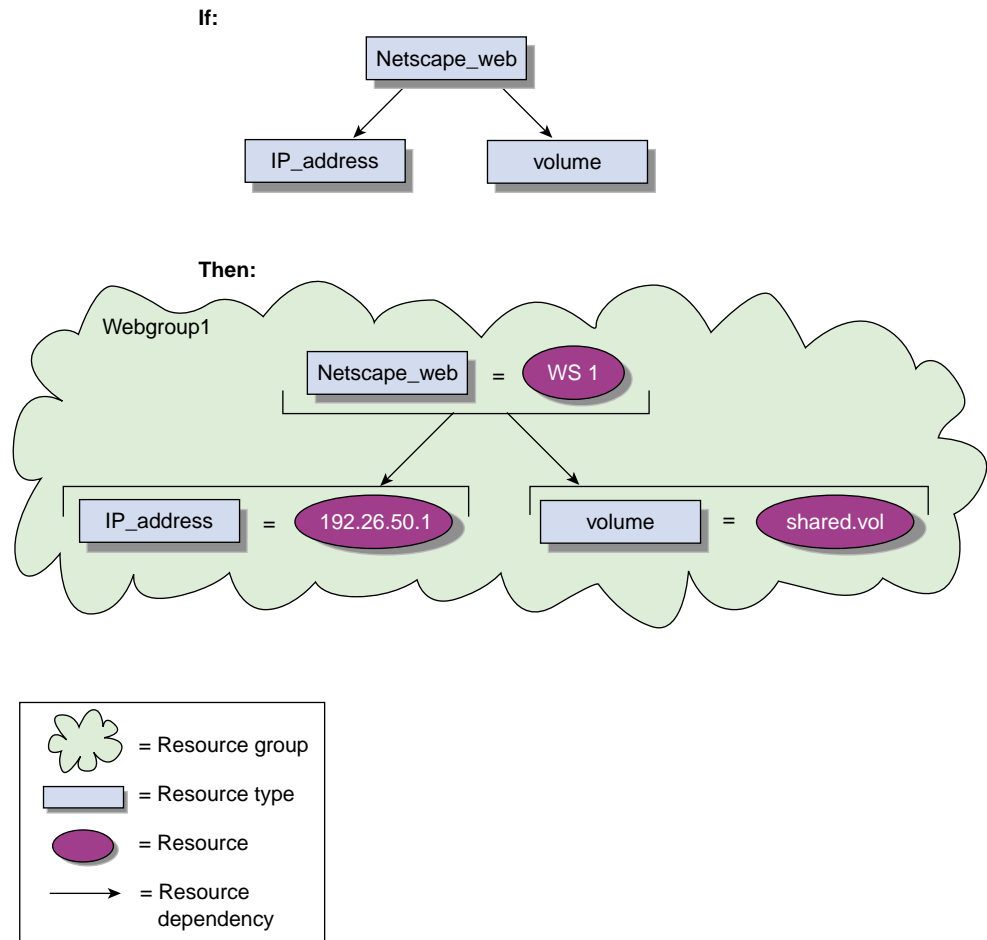 If:
Netscape_web
IP_address
volume
Then:
Webgroup1
Netscape_web = WS 1
IP_address = 192.26.50.1
volume = shared.vol
= Resource group
= Resource type
= Resource
= Resource
dependency